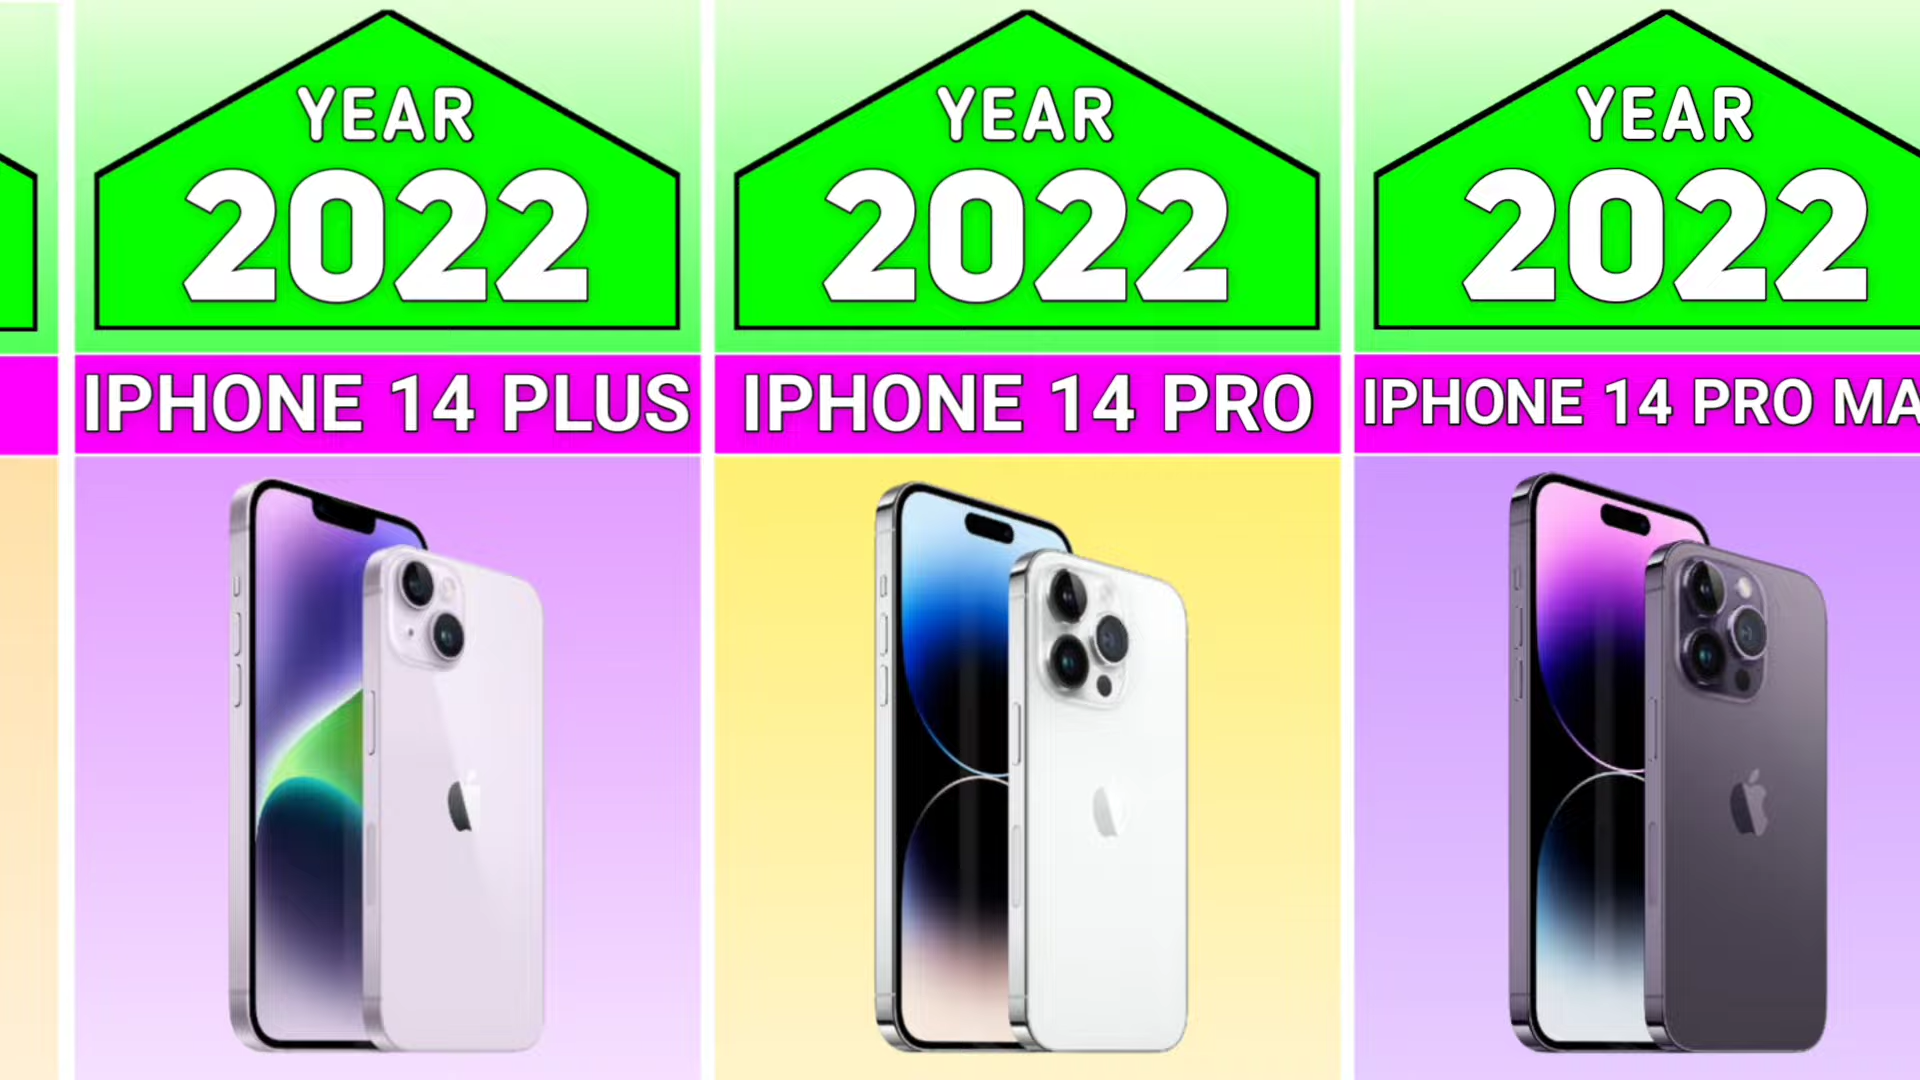 YEAR
2022
IPHONE 14 PLUS
YEAR
2022
IPHONE 14 PRO
YEAR
2022
IPHONE 14 PRO MA